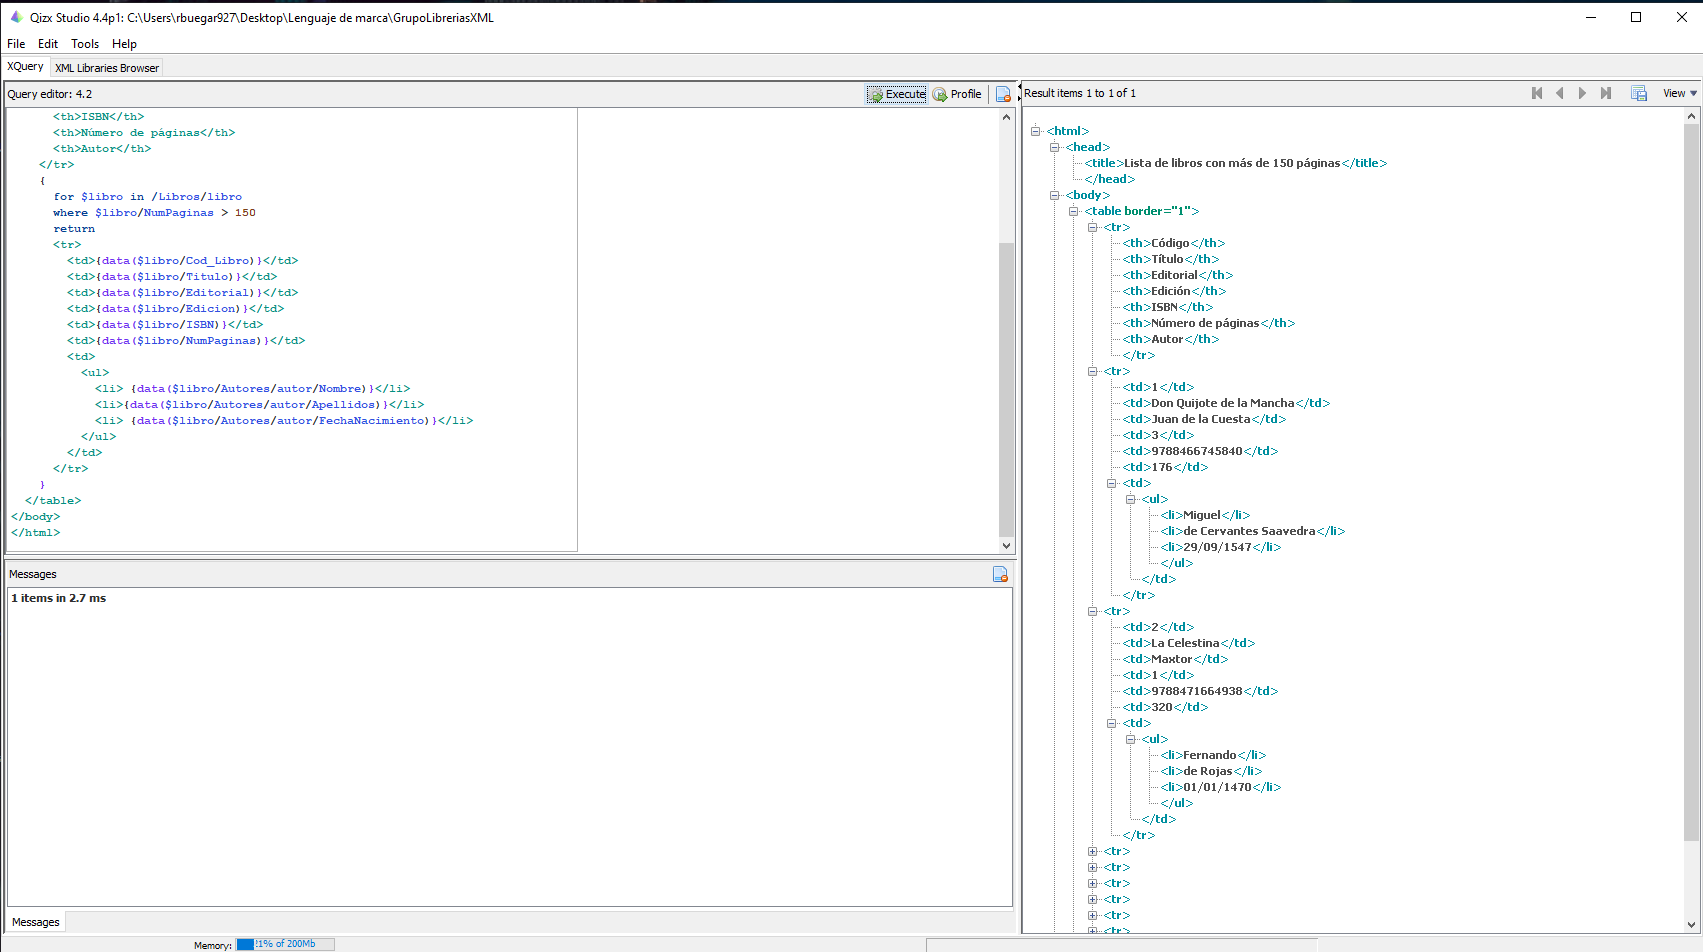 Qizx Studio 4.4p1: C:\Users\rbuegar927\Desktop\Lenguaje de marca\GrupoLibreriasXML
File Edit Tools Help
XQuery XML Libraries Browser
Query editor: 4.2 Execute Profile
<th>ISBN</th>
<th>Número de páginas</th>
<th>Autor</th>
</tr>
{
for $libro in /Libros/libro
where $libro/NumPaginas > 150
return
<tr>
<td>{data($libro/Cod_Libro)}</td>
<td>{data($libro/Titulo)}</td>
<td>{data($libro/Editorial)}</td>
<td>{data($libro/Edicion)}</td>
<td>{data($libro/ISBN)}</td>
<td>{data($libro/NumPaginas)}</td>
<td>
<ul>
<li> {data($libro/Autores/autor/Nombre)}</li>
<li>{data($libro/Autores/autor/Apellidos)}</li>
<li> {data($libro/Autores/autor/FechaNacimiento)}</li>
</ul>
</td>
</tr>
}
</table>
</body>
</html>
Messages
1 items in 2.7 ms
Messages
Memory: 11% of 200Mb
Result items 1 to 1 of 1 View
<html>
<head>
<title>Lista de libros con más de 150 páginas</title>
</head>
<body>
<table border="1">
<tr>
<th>Código</th>
<th>Título</th>
<th>Editorial</th>
<th>Edición</th>
<th>ISBN</th>
<th>Número de páginas</th>
<th>Autor</th>
</tr>
<tr>
<td>1</td>
<td>Don Quijote de la Mancha</td>
<td>Juan de la Cuesta</td>
<td>3</td>
<td>9788466745840</td>
<td>176</td>
<td>
<ul>
<li>Miguel</li>
<li>de Cervantes Saavedra</li>
<li>29/09/1547</li>
</ul>
</td>
</tr>
<tr>
<td>2</td>
<td>La Celestina</td>
<td>Maxtor</td>
<td>1</td>
<td>9788471664938</td>
<td>320</td>
<td>
<ul>
<li>Fernando</li>
<li>de Rojas</li>
<li>01/01/1470</li>
</ul>
</td>
</tr>
<tr>
<tr>
<tr>
<tr>
<tr>
<tr>